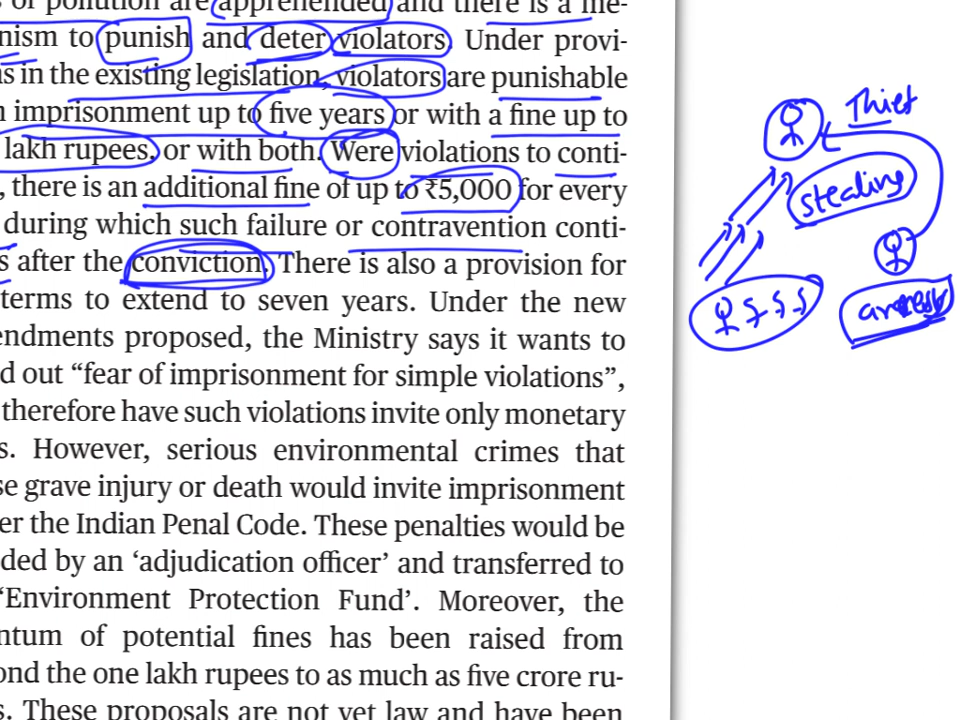 s of pollution are apprehended and there is a me-
nism to punish and deter violators. Under provi-
s in the existing legislation, violators are punishable
n imprisonment up to five years or with a fine up to
lakh rupees, or with both. Were violations to conti-
, there is an additional fine of up to ₹5,000 for every
during which such failure or contravention conti-
s after the conviction. There is also a provision for
terms to extend to seven years. Under the new
endments proposed, the Ministry says it wants to
d out “fear of imprisonment for simple violations”,
therefore have such violations invite only monetary
s. However, serious environmental crimes that
se grave injury or death would invite imprisonment
er the Indian Penal Code. These penalties would be
ded by an ‘adjudication officer’ and transferred to
‘Environment Protection Fund’. Moreover, the
ntum of potential fines has been raised from
ond the one lakh rupees to as much as five crore ru-
s. These proposals are not yet law and have been
Thief
stealing
arrest